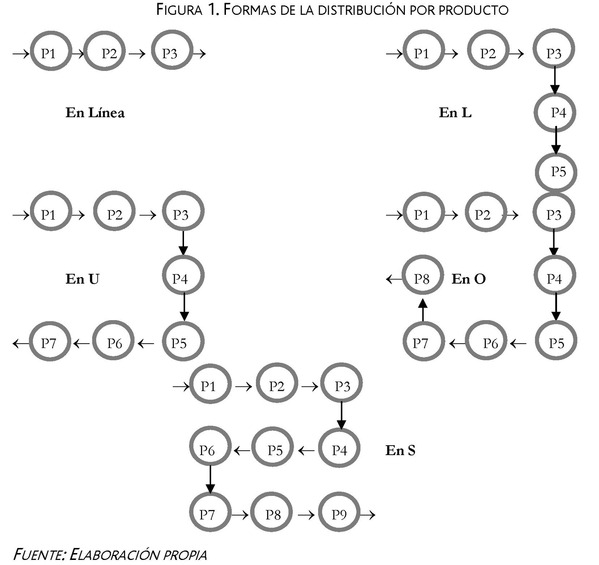 FIGURA 1. FORMAS DE LA DISTRIBUCIÓN POR PRODUCTO
P1 P2 P3
En Línea
P1 P2 P3
En L
P4
P5
P1 P2 P3
En U
P4
P7 P6 P5
P1 P2 P3
P8 En O P4
P7 P6 P5
P1 P2 P3
P6 P5 P4 En S
P7 P8 P9
FUENTE: ELABORACIÓN PROPIA